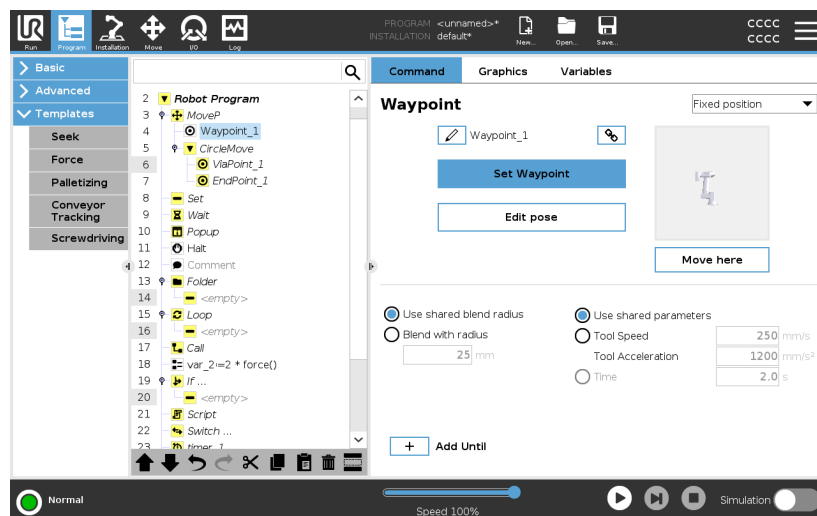 PROGRAM <unnamed>*
INSTALLATION default*
CCCC
CCCC
Run Program Installation Move I/O Log New... Open... Save...
Basic
Advanced
Templates
Seek
Force
Palletizing
Conveyor
Tracking
Screwdriving
2 Robot Program
3 MoveP
4 Waypoint_1
5 CircleMove
6 ViaPoint_1
7 EndPoint_1
8 Set
9 Wait
10 Popup
11 Halt
12 Comment
13 Folder
14 <empty>
15 Loop
16 <empty>
17 Call
18 var_2:=2 * force()
19 If ...
20 <empty>
21 Script
22 Switch ...
23 timer_1
Command Graphics Variables
Waypoint
Fixed position
Waypoint_1
Set Waypoint
Edit pose
Move here
Use shared blend radius
Blend with radius
25 mm
Use shared parameters
Tool Speed 250 mm/s
Tool Acceleration 1200 mm/s²
Time 2.0 s
+ Add Until
Normal
Speed 100%
Simulation